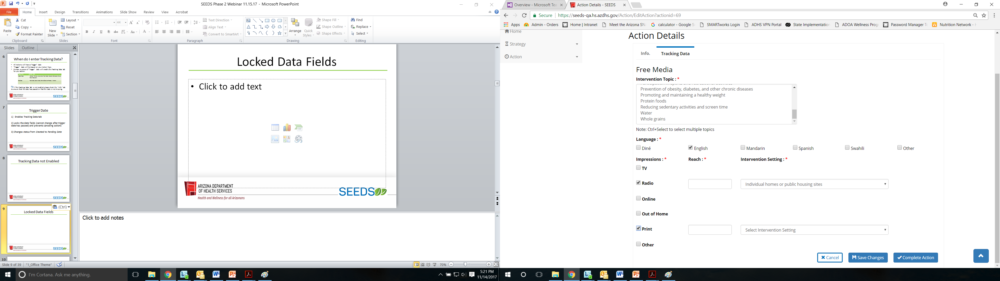 SEEDS Phase 2 Webinar 11.15.17 - Microsoft PowerPoint
File Home Insert Design Transitions Animations Slide Show Review View Acrobat
Paste
Cut
Copy
Format Painter
Clipboard
New Slide
Layout
Reset
Section
Slides
44
Font
Text Direction
Align Text
Convert to SmartArt
Paragraph
Arrange
Quick Styles
Shape Fill
Shape Outline
Shape Effects
Drawing
Find
Replace
Select
Editing
Slides Outline
6
When do I enter Tracking Data?
SEEDS
7
Trigger Date
1) Enables Tracking Data tab
2) Locks the date fields (cannot change after trigger
date has passed) and prevents canceling actions
3) Changes status from Created to Pending Data
SEEDS
8
Tracking Data not Enabled
SEEDS
9
(Ctrl)
Locked Data Fields
SEEDS
10
Locked Data Fields
• Click to add text
ARIZONA DEPARTMENT
OF HEALTH SERVICES
Health and Wellness for all Arizonans
SEEDS
Click to add notes
Slide 9 of 39 "1_Office Theme" 70%
I'm Cortana. Ask me anything.
5:21 PM
11/14/2017
Overview - Microsoft Tea
Action Details - SEEDS
Secure https://seeds-qa.hs.azdhs.gov/Action/EditAction?actionid=69
Apps Admin - Orders Home | Intranet Meet the Arizona SN calculator - Google S SMARTworks Login ADHS VPN Portal State Implementation ADOA Wellness Prog Password Manager T Nutrition Network -
Home
Strategy
Action
Action Details
Info. Tracking Data
Free Media
Intervention Topic : *
Prevention of obesity, diabetes, and other chronic diseases
Promoting and maintaining a healthy weight
Protein foods
Reducing sedentary activities and screen time
Water
Whole grains
Note: Ctrl+Select to select multiple topics
Language : *
Diné English Mandarin Spanish Swahili Other
Impressions : * Reach : * Intervention Setting : *
TV
Radio Individual homes or public housing sites
Online
Out of Home
Print Select Intervention Setting
Other
Cancel Save Changes Complete Action